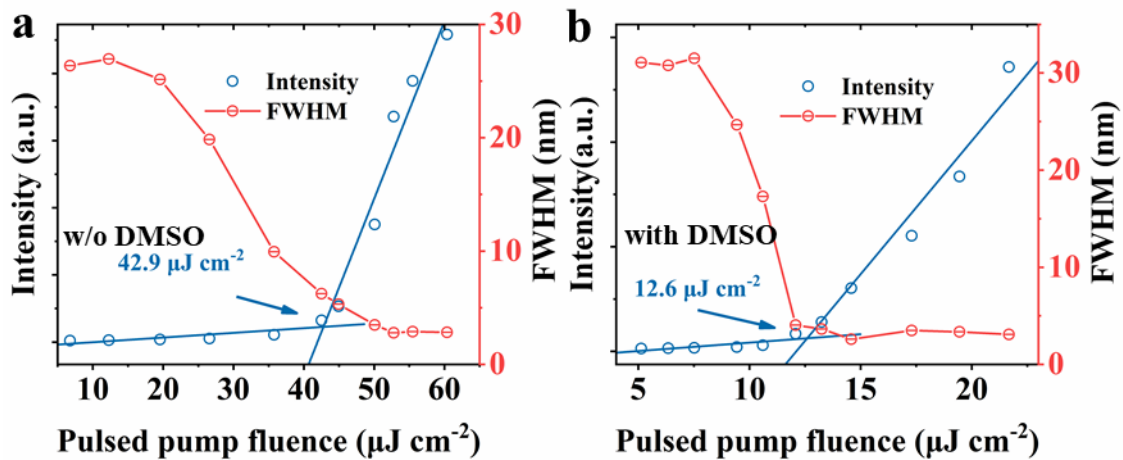 a
Intensity (a.u.)
30
20
10
0
FWHM (nm)
Intensity
FWHM
w/o DMSO
42.9 μJ cm-2
10 20 30 40 50 60
Pulsed pump fluence (μJ cm-2)
b
Intensity(a.u.)
30
20
10
0
FWHM (nm)
Intensity
FWHM
with DMSO
12.6 μJ cm-2
5 10 15 20
Pulsed pump fluence (μJ cm-2)